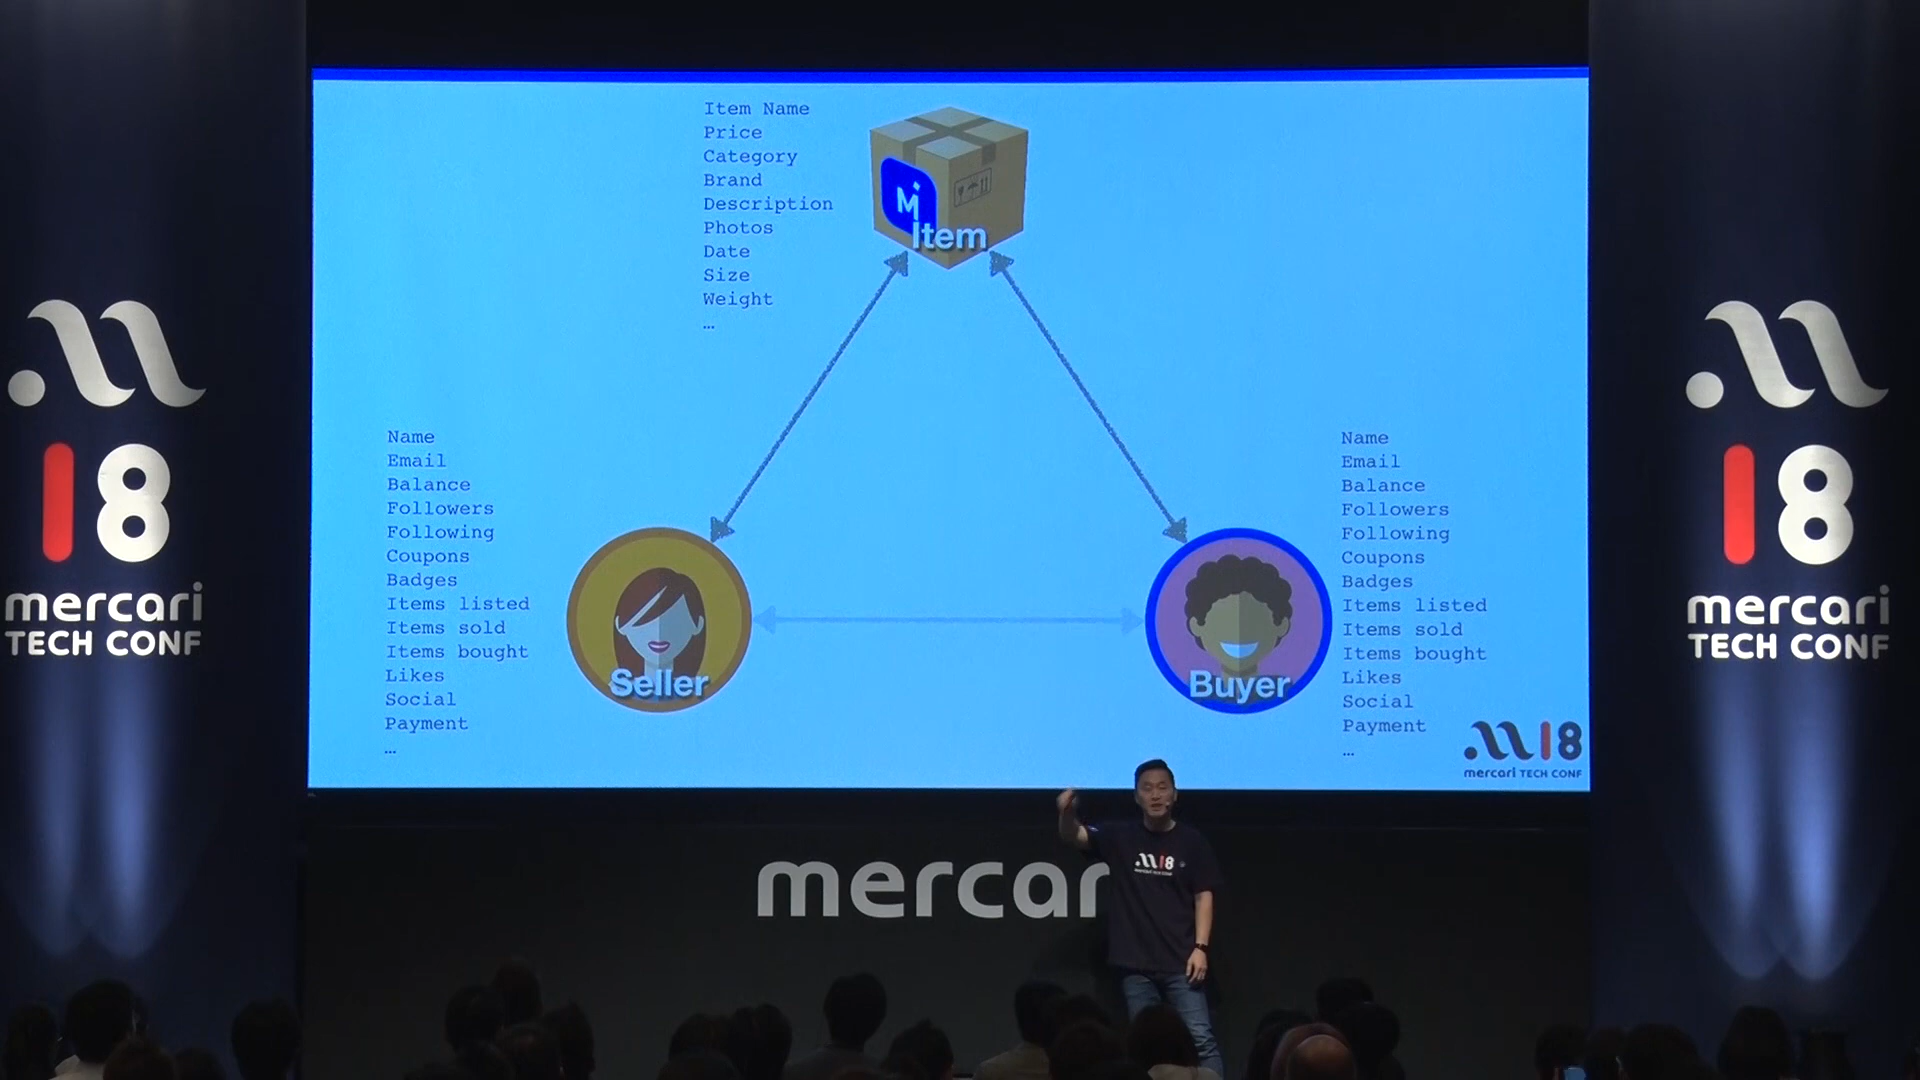 Item Name
Price
Category
Brand
Description
Photos
Date
Size
Weight
…
M
Item
Name
Email
Balance
Followers
Following
Coupons
Badges
Items listed
Items sold
Items bought
Likes
Social
Payment
…
Seller
Buyer
Name
Email
Balance
Followers
Following
Coupons
Badges
Items listed
Items sold
Items bought
Likes
Social
Payment
…
M18
mercari TECH CONF
M
18
mercari
TECH CONF
M
18
mercari
TECH CONF
mercar
M18